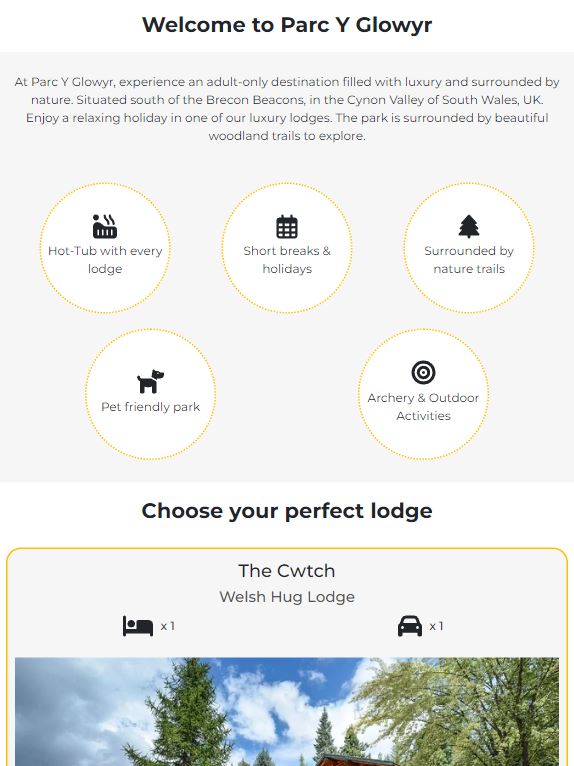 Welcome to Parc Y Glowyr
At Parc Y Glowyr, experience an adult-only destination filled with luxury and surrounded by
nature. Situated south of the Brecon Beacons, in the Cynon Valley of South Wales, UK.
Enjoy a relaxing holiday in one of our luxury lodges. The park is surrounded by beautiful
woodland trails to explore.
Hot-Tub with every
lodge
Short breaks &
holidays
Surrounded by
nature trails
Pet friendly park
Archery & Outdoor
Activities
Choose your perfect lodge
The Cwtch
Welsh Hug Lodge
x 1
x 1